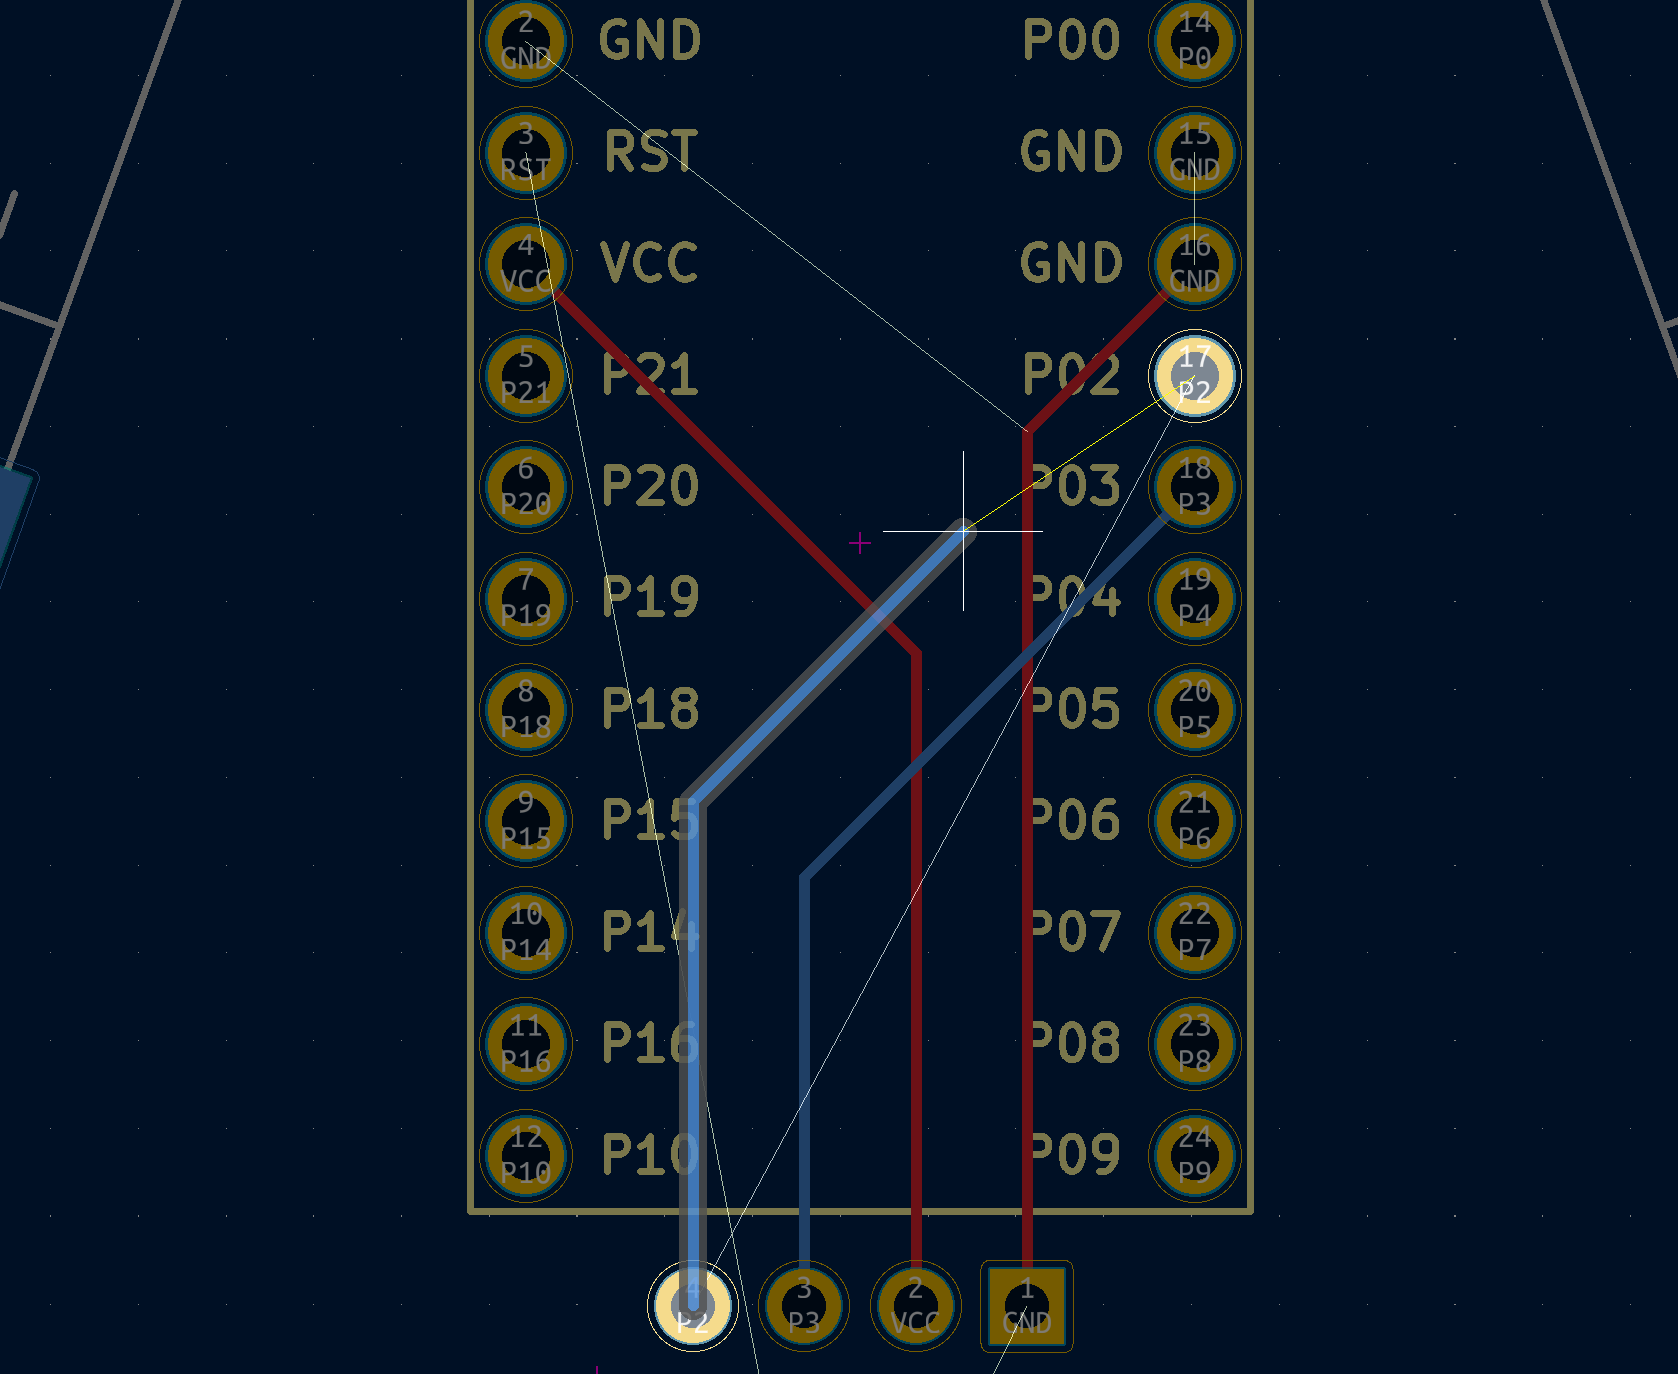 2 GND P00 14
GND P0
3 RST GND 15
RST GND
4 VCC GND 16
VCC GND
5 P21 P02 17
P21 P2
6 P20 P03 18
P20 P3
7 P19 P04 19
P19 P4
8 P18 P05 20
P18 P5
9 P15 P06 21
P15 P6
10 P14 P07 22
P14 P7
11 P16 P08 23
P16 P8
12 P10 P09 24
P10 P9
4 3 2 1
P2 P3 VCC GND